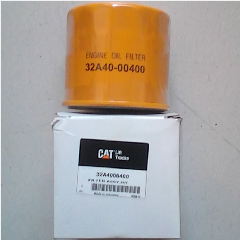 ENGINE OIL FILTER
32A40-00400
CAT Lift
Trucks
32A4000400